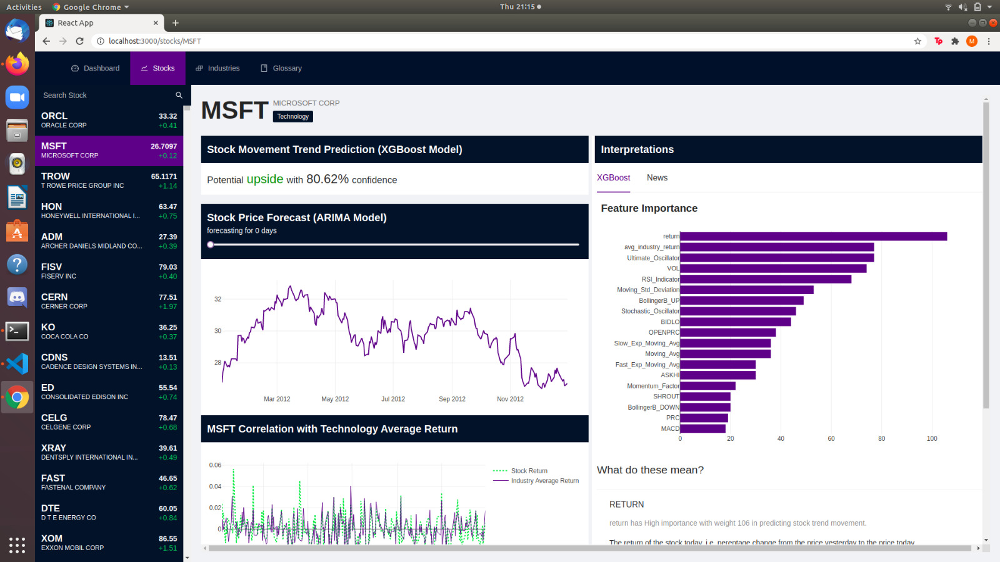 Activities
Google Chrome
Thu 21:15
React App
localhost:3000/stocks/MSFT
Tp
M
Dashboard
Stocks
Industries
Glossary
Search Stock
ORCL 33.32
ORACLE CORP +0.41
MSFT 26.7097
MICROSOFT CORP +0.12
TROW 65.1171
T ROWE PRICE GROUP INC +1.14
HON 63.47
HONEYWELL INTERNATIONAL I... +0.75
ADM 27.39
ARCHER DANIELS MIDLAND CO... +0.39
FISV 79.03
FISERV INC +0.40
CERN 77.51
CERNER CORP +1.97
KO 36.25
COCA COLA CO +0.37
CDNS 13.51
CADENCE DESIGN SYSTEMS IN... +0.13
ED 55.54
CONSOLIDATED EDISON INC +0.74
CELG 78.47
CELGENE CORP +0.68
XRAY 39.61
DENTSPLY INTERNATIONAL IN... +0.49
FAST 46.65
FASTENAL COMPANY +0.62
DTE 60.05
D T E ENERGY CO +0.84
XOM 86.55
EXXON MOBIL CORP +1.51
MSFT
MICROSOFT CORP
Technology
Stock Movement Trend Prediction (XGBoost Model)
Potential upside with 80.62% confidence
Stock Price Forecast (ARIMA Model)
forecasting for 0 days
32
30
28
Mar 2012
May 2012
Jul 2012
Sep 2012
Nov 2012
MSFT Correlation with Technology Average Return
0.06
0.04
0.02
0
Stock Return
Industry Average Return
Interpretations
XGBoost
News
Feature Importance
return
avg_industry_return
Ultimate_Oscillator
VOL
RSI_Indicator
Moving_Std_Deviation
BollingerB_UP
Stochastic_Oscillator
BIDLO
OPENPRC
Slow_Exp_Moving_Avg
Moving_Avg
Fast_Exp_Moving_Avg
ASKHI
Momentum_Factor
SHROUT
BollingerB_DOWN
PRC
MACD
0
20
40
60
80
100
What do these mean?
RETURN
return has High importance with weight 106 in predicting stock trend movement.
The return of the stock today, i.e. perentage change from the price yesterday to the price today